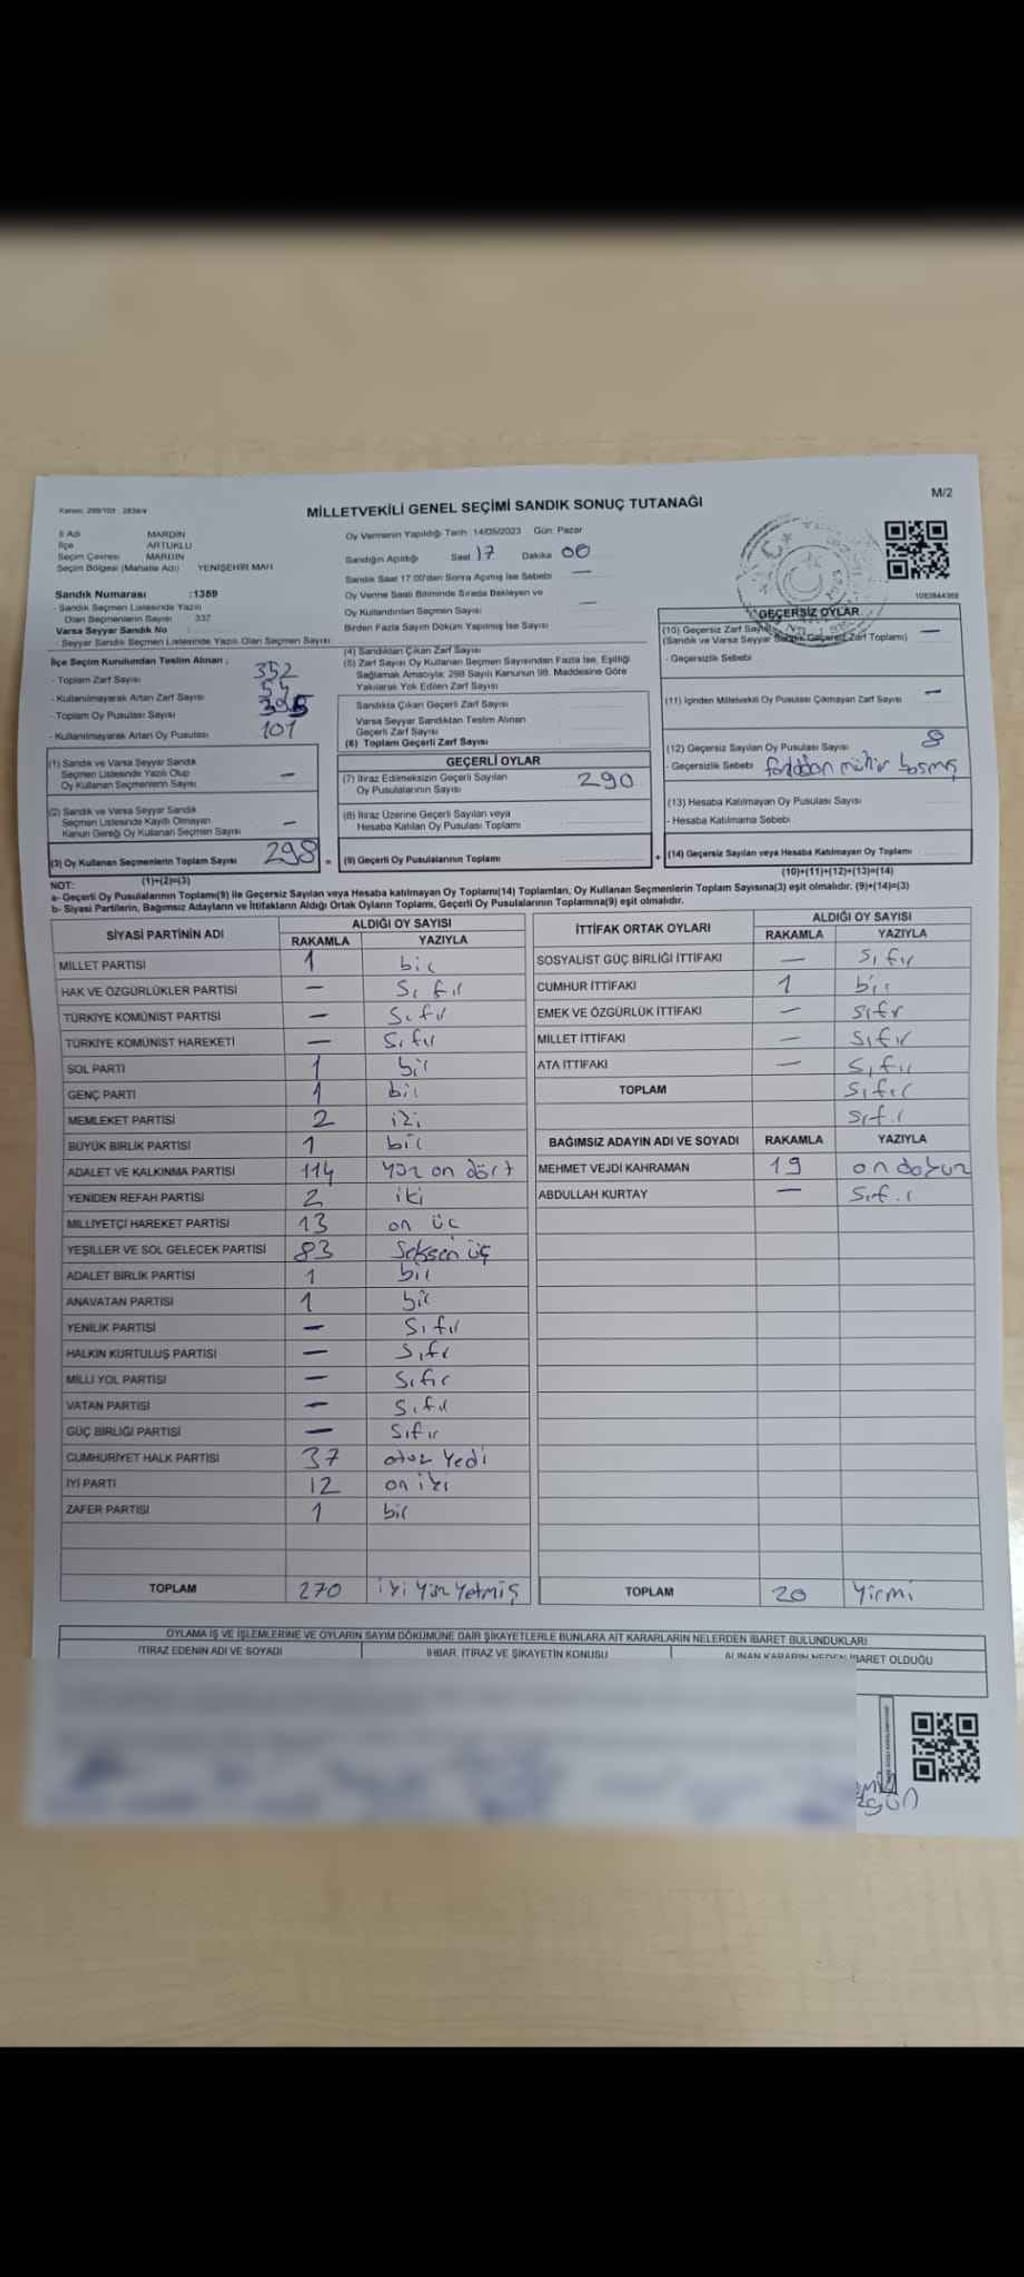 M/2
MİLLETVEKİLİ GENEL SEÇİMİ SANDIK SONUÇ TUTANAĞI
İl Adı MARDİN
İlçe ARTUKLU
Seçim Çevresi MARDİN
Seçim Bölgesi (Mahalle Adı) YENİŞEHİR MAH
Sandık Numarası :1369
- Sandık Seçmen Listesinde Yazılı
Olan Seçmenlerin Sayısı 337
Varsa Seyyar Sandık No
- Seyyar Sandık Seçmen Listesinde Yazılı Olan Seçmen Sayısı
Oy Vermenin Yapıldığı Tarih :14/05/2023 Gün: Pazar
Sandığın Açıldığı Saat 17 Dakika 00
Sandık Saat 17.00'dan Sonra Açılmış İse Sebebi —
Oy Verme Saati Bitiminde Sırada Bekleyen ve
Oy Kullandırılan Seçmen Sayısı —
Birden Fazla Sayım Döküm Yapılmış İse Sayısı
İlçe Seçim Kurulundan Teslim Alınan ;
- Toplam Zarf Sayısı 352
- Kullanılmayarak Artan Zarf Sayısı 54
- Toplam Oy Pusulası Sayısı
- Kullanılmayarak Artan Oy Pusulası 101
(1) Sandık ve Varsa Seyyar Sandık
Seçmen Listesinde Yazılı Olup
Oy Kullanan Seçmenlerin Sayısı —
(2) Sandık ve Varsa Seyyar Sandık
Seçmen Listesinde Kayıtlı Olmayan
Kanun Gereği Oy Kullanan Seçmen Sayısı —
(3) Oy Kullanan Seçmenlerin Toplam Sayısı 298
(1)+(2)=(3)
(4) Sandıktan Çıkan Zarf Sayısı
(5) Zarf Sayısı Oy Kullanan Seçmen Sayısından Fazla İse, Eşitliği
Sağlamak Amacıyla; 298 Sayılı Kanunun 98. Maddesine Göre
Yakılarak Yok Edilen Zarf Sayısı
Sandıkta Çıkan Geçerli Zarf Sayısı
Varsa Seyyar Sandıktan Teslim Alınan
Geçerli Zarf Sayısı
(6) Toplam Geçerli Zarf Sayısı
GEÇERLİ OYLAR
(7) İtiraz Edilmeksizin Geçerli Sayılan
Oy Pusulalarının Sayısı 290
(8) İtiraz Üzerine Geçerli Sayılan veya
Hesaba Katılan Oy Pusulası Toplamı
= (9) Geçerli Oy Pusulalarının Toplamı
GEÇERSİZ OYLAR
(10) Geçersiz Zarf Sayısı —
(Sandık ve Varsa Seyyar Sandık Geçersiz Zarf Toplamı)
- Geçersizlik Sebebi
(11) İçinden Milletvekili Oy Pusulası Çıkmayan Zarf Sayısı —
(12) Geçersiz Sayılan Oy Pusulası Sayısı 8
- Geçersizlik Sebebi fazladan mühür basmış
(13) Hesaba Katılmayan Oy Pusulası Sayısı
- Hesaba Katılmama Sebebi
+ (14) Geçersiz Sayılan veya Hesaba Katılmayan Oy Toplamı
(10)+(11)+(12)+(13)=(14)
NOT:
a- Geçerli Oy Pusulalarının Toplamı(9) ile Geçersiz Sayılan veya Hesaba katılmayan Oy Toplamı(14) Toplamları, Oy Kullanan Seçmenlerin Toplam Sayısına(3) eşit olmalıdır. (9)+(14)=(3)
b- Siyasi Partilerin, Bağımsız Adayların ve İttifakların Aldığı Ortak Oyların Toplamı, Geçerli Oy Pusulalarının Toplamına(9) eşit olmalıdır.
SİYASİ PARTİNİN ADI ALDIĞI OY SAYISI
RAKAMLA YAZIYLA
MİLLET PARTİSİ 1 bir
HAK VE ÖZGÜRLÜKLER PARTİSİ — Sıfır
TÜRKİYE KOMÜNİST PARTİSİ — Sıfır
TÜRKİYE KOMÜNİST HAREKETİ — Sıfır
SOL PARTİ 1 bir
GENÇ PARTİ 1 bir
MEMLEKET PARTİSİ 2 iki
BÜYÜK BİRLİK PARTİSİ 1 bir
ADALET VE KALKINMA PARTİSİ 114 yüz on dört
YENİDEN REFAH PARTİSİ 2 iki
MİLLİYETÇİ HAREKET PARTİSİ 13 on üç
YEŞİLLER VE SOL GELECEK PARTİSİ 83 Seksen üç
ADALET BİRLİK PARTİSİ 1 bir
ANAVATAN PARTİSİ 1 bir
YENİLİK PARTİSİ — Sıfır
HALKIN KURTULUŞ PARTİSİ — Sıfır
MİLLİ YOL PARTİSİ — Sıfır
VATAN PARTİSİ — Sıfır
GÜÇ BİRLİĞİ PARTİSİ — Sıfır
CUMHURİYET HALK PARTİSİ 37 otuz Yedi
İYİ PARTİ 12 on iki
ZAFER PARTİSİ 1 bir
TOPLAM 270 iki Yüz Yetmiş
İTTİFAK ORTAK OYLARI ALDIĞI OY SAYISI
RAKAMLA YAZIYLA
SOSYALİST GÜÇ BİRLİĞİ İTTİFAKI — Sıfır
CUMHUR İTTİFAKI 1 bir
EMEK VE ÖZGÜRLÜK İTTİFAKI — Sıfır
MİLLET İTTİFAKI — Sıfır
ATA İTTİFAKI — Sıfır
TOPLAM Sıfır
Sıfır
BAĞIMSIZ ADAYIN ADI VE SOYADI RAKAMLA YAZIYLA
MEHMET VEJDİ KAHRAMAN 19 on dokuz
ABDULLAH KURTAY — Sıfır
TOPLAM 20 Yirmi
OYLAMA İŞ VE İŞLEMLERİNE VE OYLARIN SAYIM DÖKÜMÜNE DAİR ŞİKAYETLERLE BUNLARA AİT KARARLARIN NELERDEN İBARET BULUNDUKLARI
İTİRAZ EDENİN ADI VE SOYADI İHBAR, İTİRAZ VE ŞİKAYETİN KONUSU ALINAN KARARIN NEDEN İBARET OLDUĞU